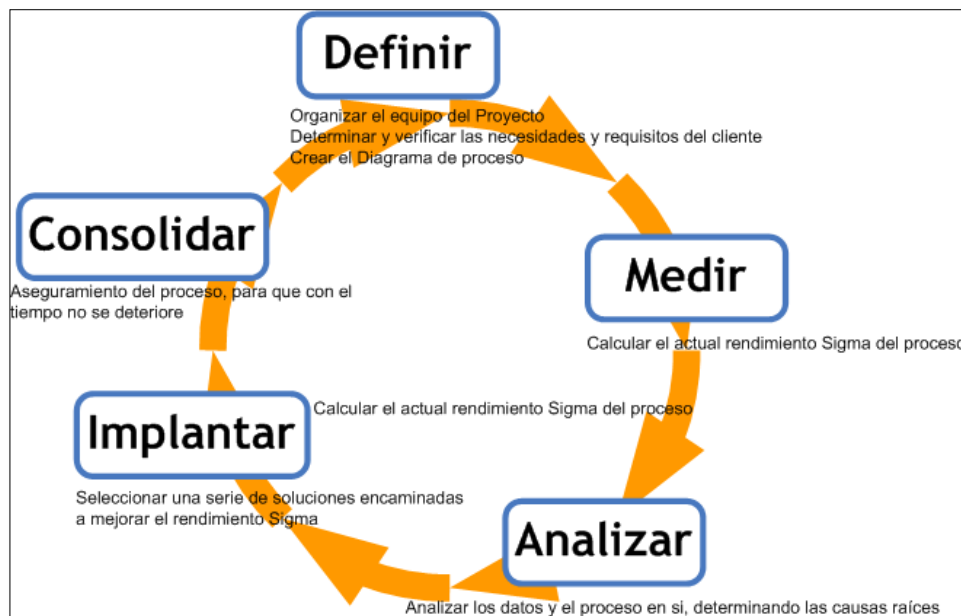 Definir
Organizar el equipo del Proyecto
Determinar y verificar las necesidades y requisitos del cliente
Crear el Diagrama de proceso
Medir
Calcular el actual rendimiento Sigma del proceso
Analizar
Analizar los datos y el proceso en si, determinando las causas raíces
Implantar
Calcular el actual rendimiento Sigma del proceso
Seleccionar una serie de soluciones encaminadas
a mejorar el rendimiento Sigma
Consolidar
Aseguramiento del proceso, para que con el
tiempo no se deteriore